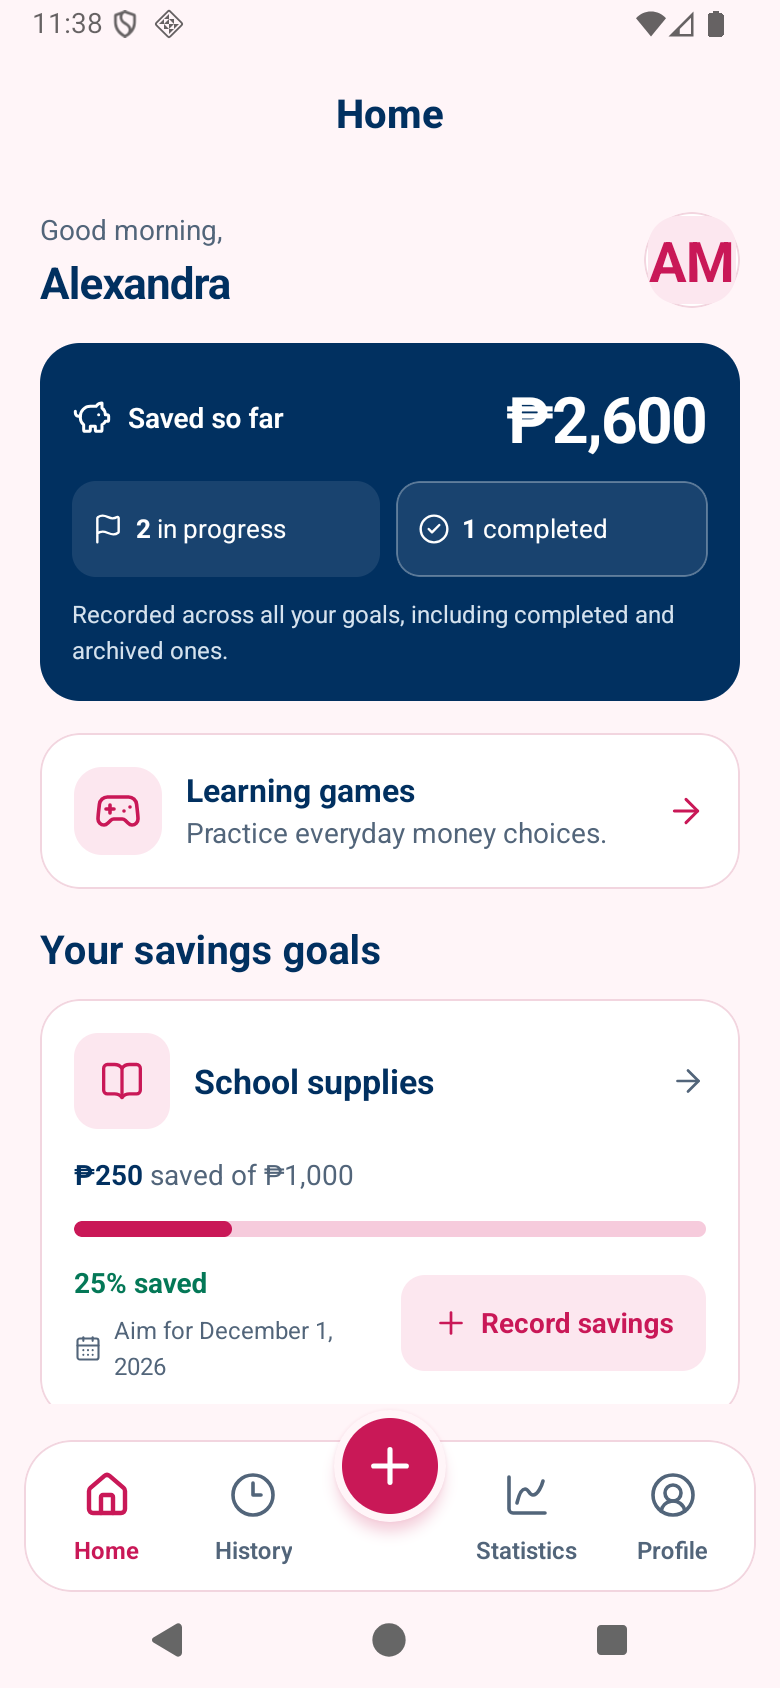 11:38
Home
Good morning,
Alexandra
AM
Saved so far
₱2,600
2 in progress
1 completed
Recorded across all your goals, including completed and
archived ones.
Learning games
Practice everyday money choices.
Your savings goals
School supplies
₱250 saved of ₱1,000
25% saved
Aim for December 1,
2026
Record savings
Home
History
Statistics
Profile